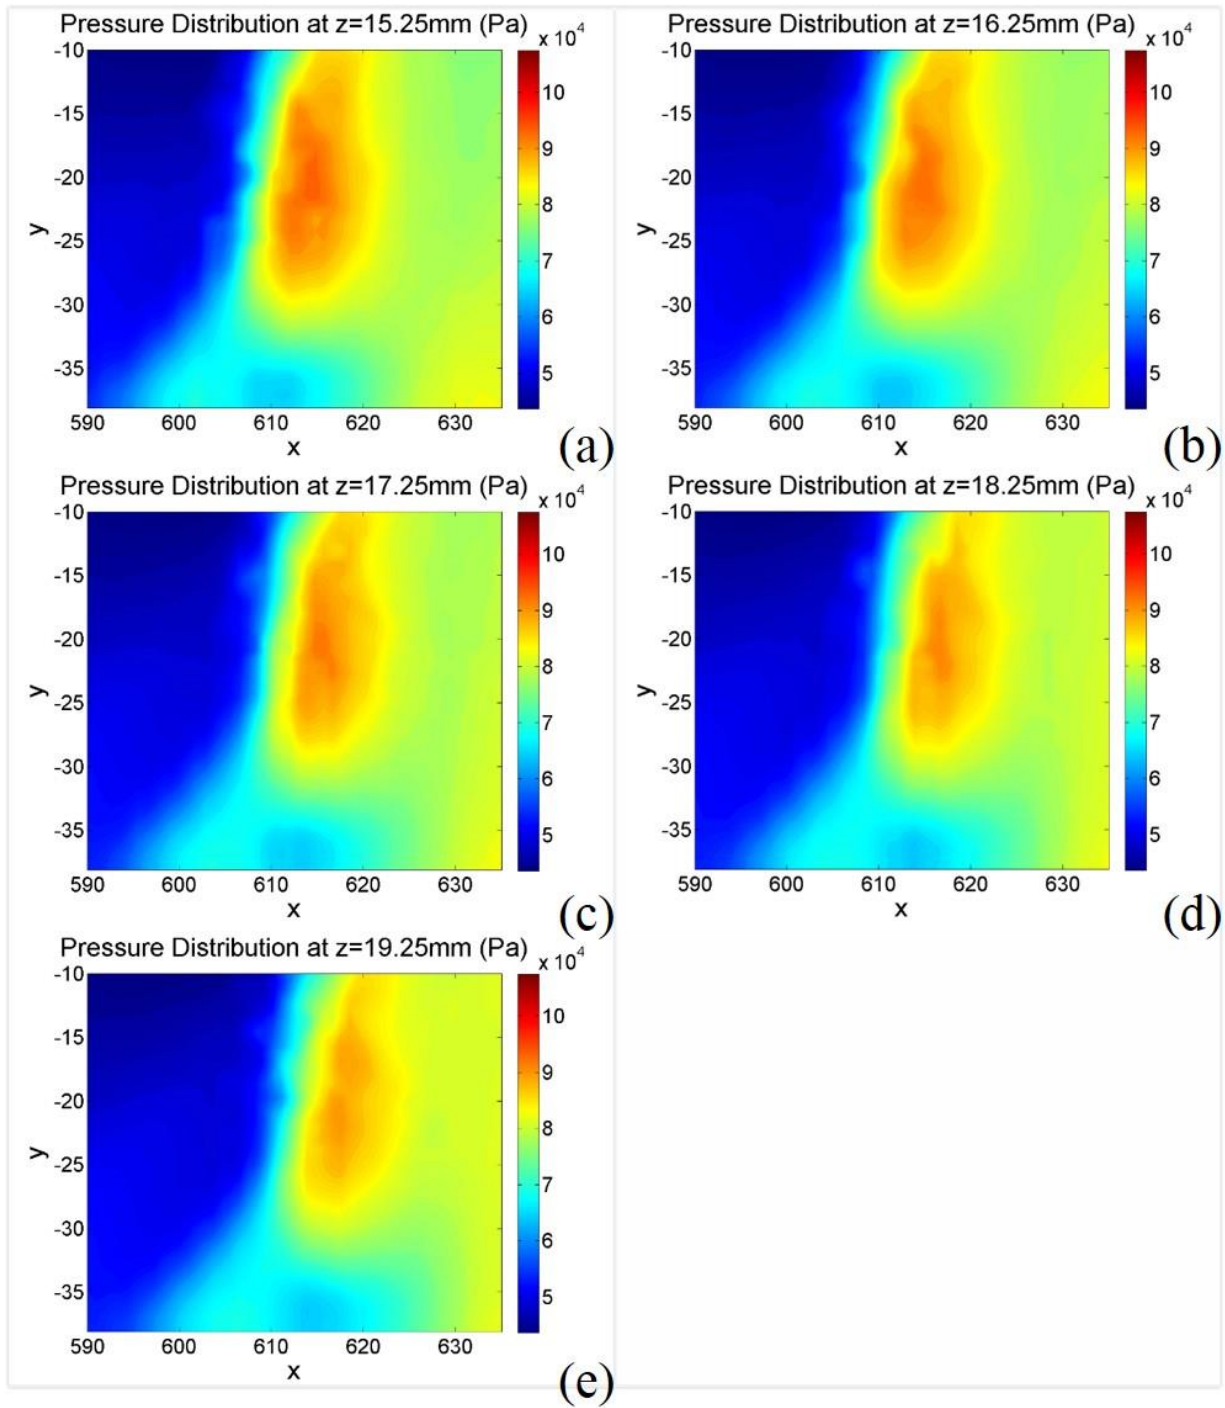 Pressure Distribution at z=15.25mm (Pa)
x 10^4
-10
-15
-20
-25
-30
-35
y
590 600 610 620 630
x
10
9
8
7
6
5
(a)
Pressure Distribution at z=16.25mm (Pa)
x 10^4
-10
-15
-20
-25
-30
-35
y
590 600 610 620 630
x
10
9
8
7
6
5
(b)
Pressure Distribution at z=17.25mm (Pa)
x 10^4
-10
-15
-20
-25
-30
-35
y
590 600 610 620 630
x
10
9
8
7
6
5
(c)
Pressure Distribution at z=18.25mm (Pa)
x 10^4
-10
-15
-20
-25
-30
-35
y
590 600 610 620 630
x
10
9
8
7
6
5
(d)
Pressure Distribution at z=19.25mm (Pa)
x 10^4
-10
-15
-20
-25
-30
-35
y
590 600 610 620 630
x
10
9
8
7
6
5
(e)